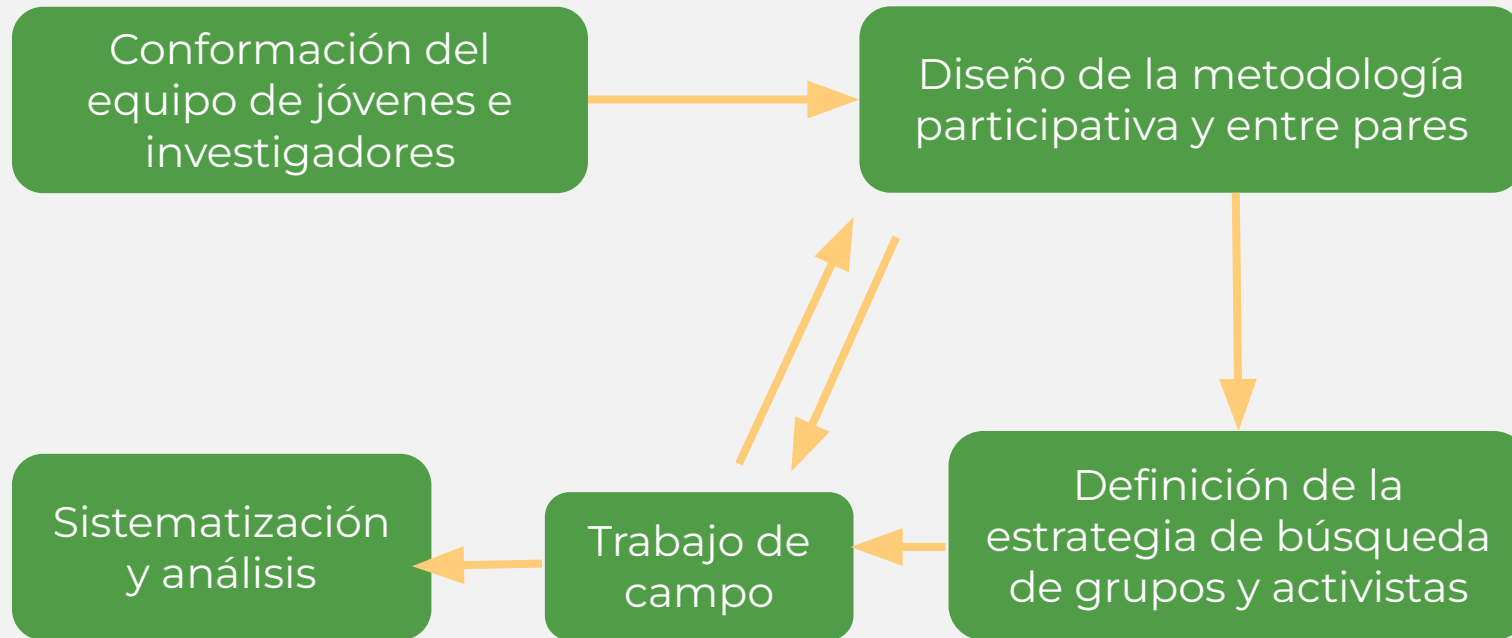 Conformación del
equipo de jóvenes e
investigadores
Diseño de la metodología
participativa y entre pares
Definición de la
estrategia de búsqueda
de grupos y activistas
Trabajo de
campo
Sistematización
y análisis